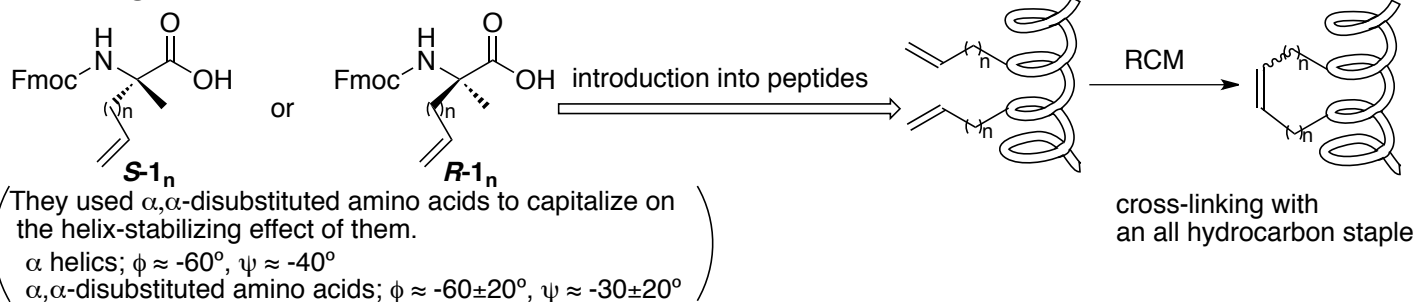 H
N
O
Fmoc
OH
( )n
S-1n
or
H
N
O
Fmoc
OH
( )n
R-1n
introduction into peptides
( )n
( )n
RCM
( )n
( )n
They used α,α-disubstituted amino acids to capitalize on
the helix-stabilizing effect of them.
α helics; ϕ ≈ -60º, ψ ≈ -40º
α,α-disubstituted amino acids; ϕ ≈ -60±20º, ψ ≈ -30±20º
cross-linking with
an all hydrocarbon staple